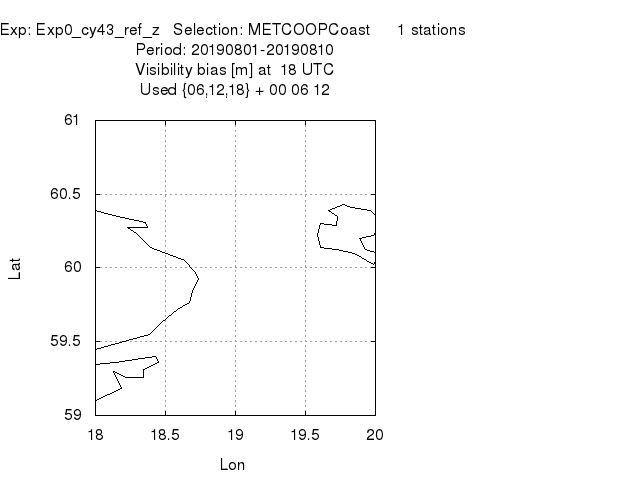 Exp: Exp0_cy43_ref_z   Selection: METCOOPCoast      1 stations
Period: 20190801-20190810
Visibility bias [m] at  18 UTC
Used {06,12,18} + 00 06 12
61
60.5
60
59.5
59
Lat
18 18.5 19 19.5 20
Lon